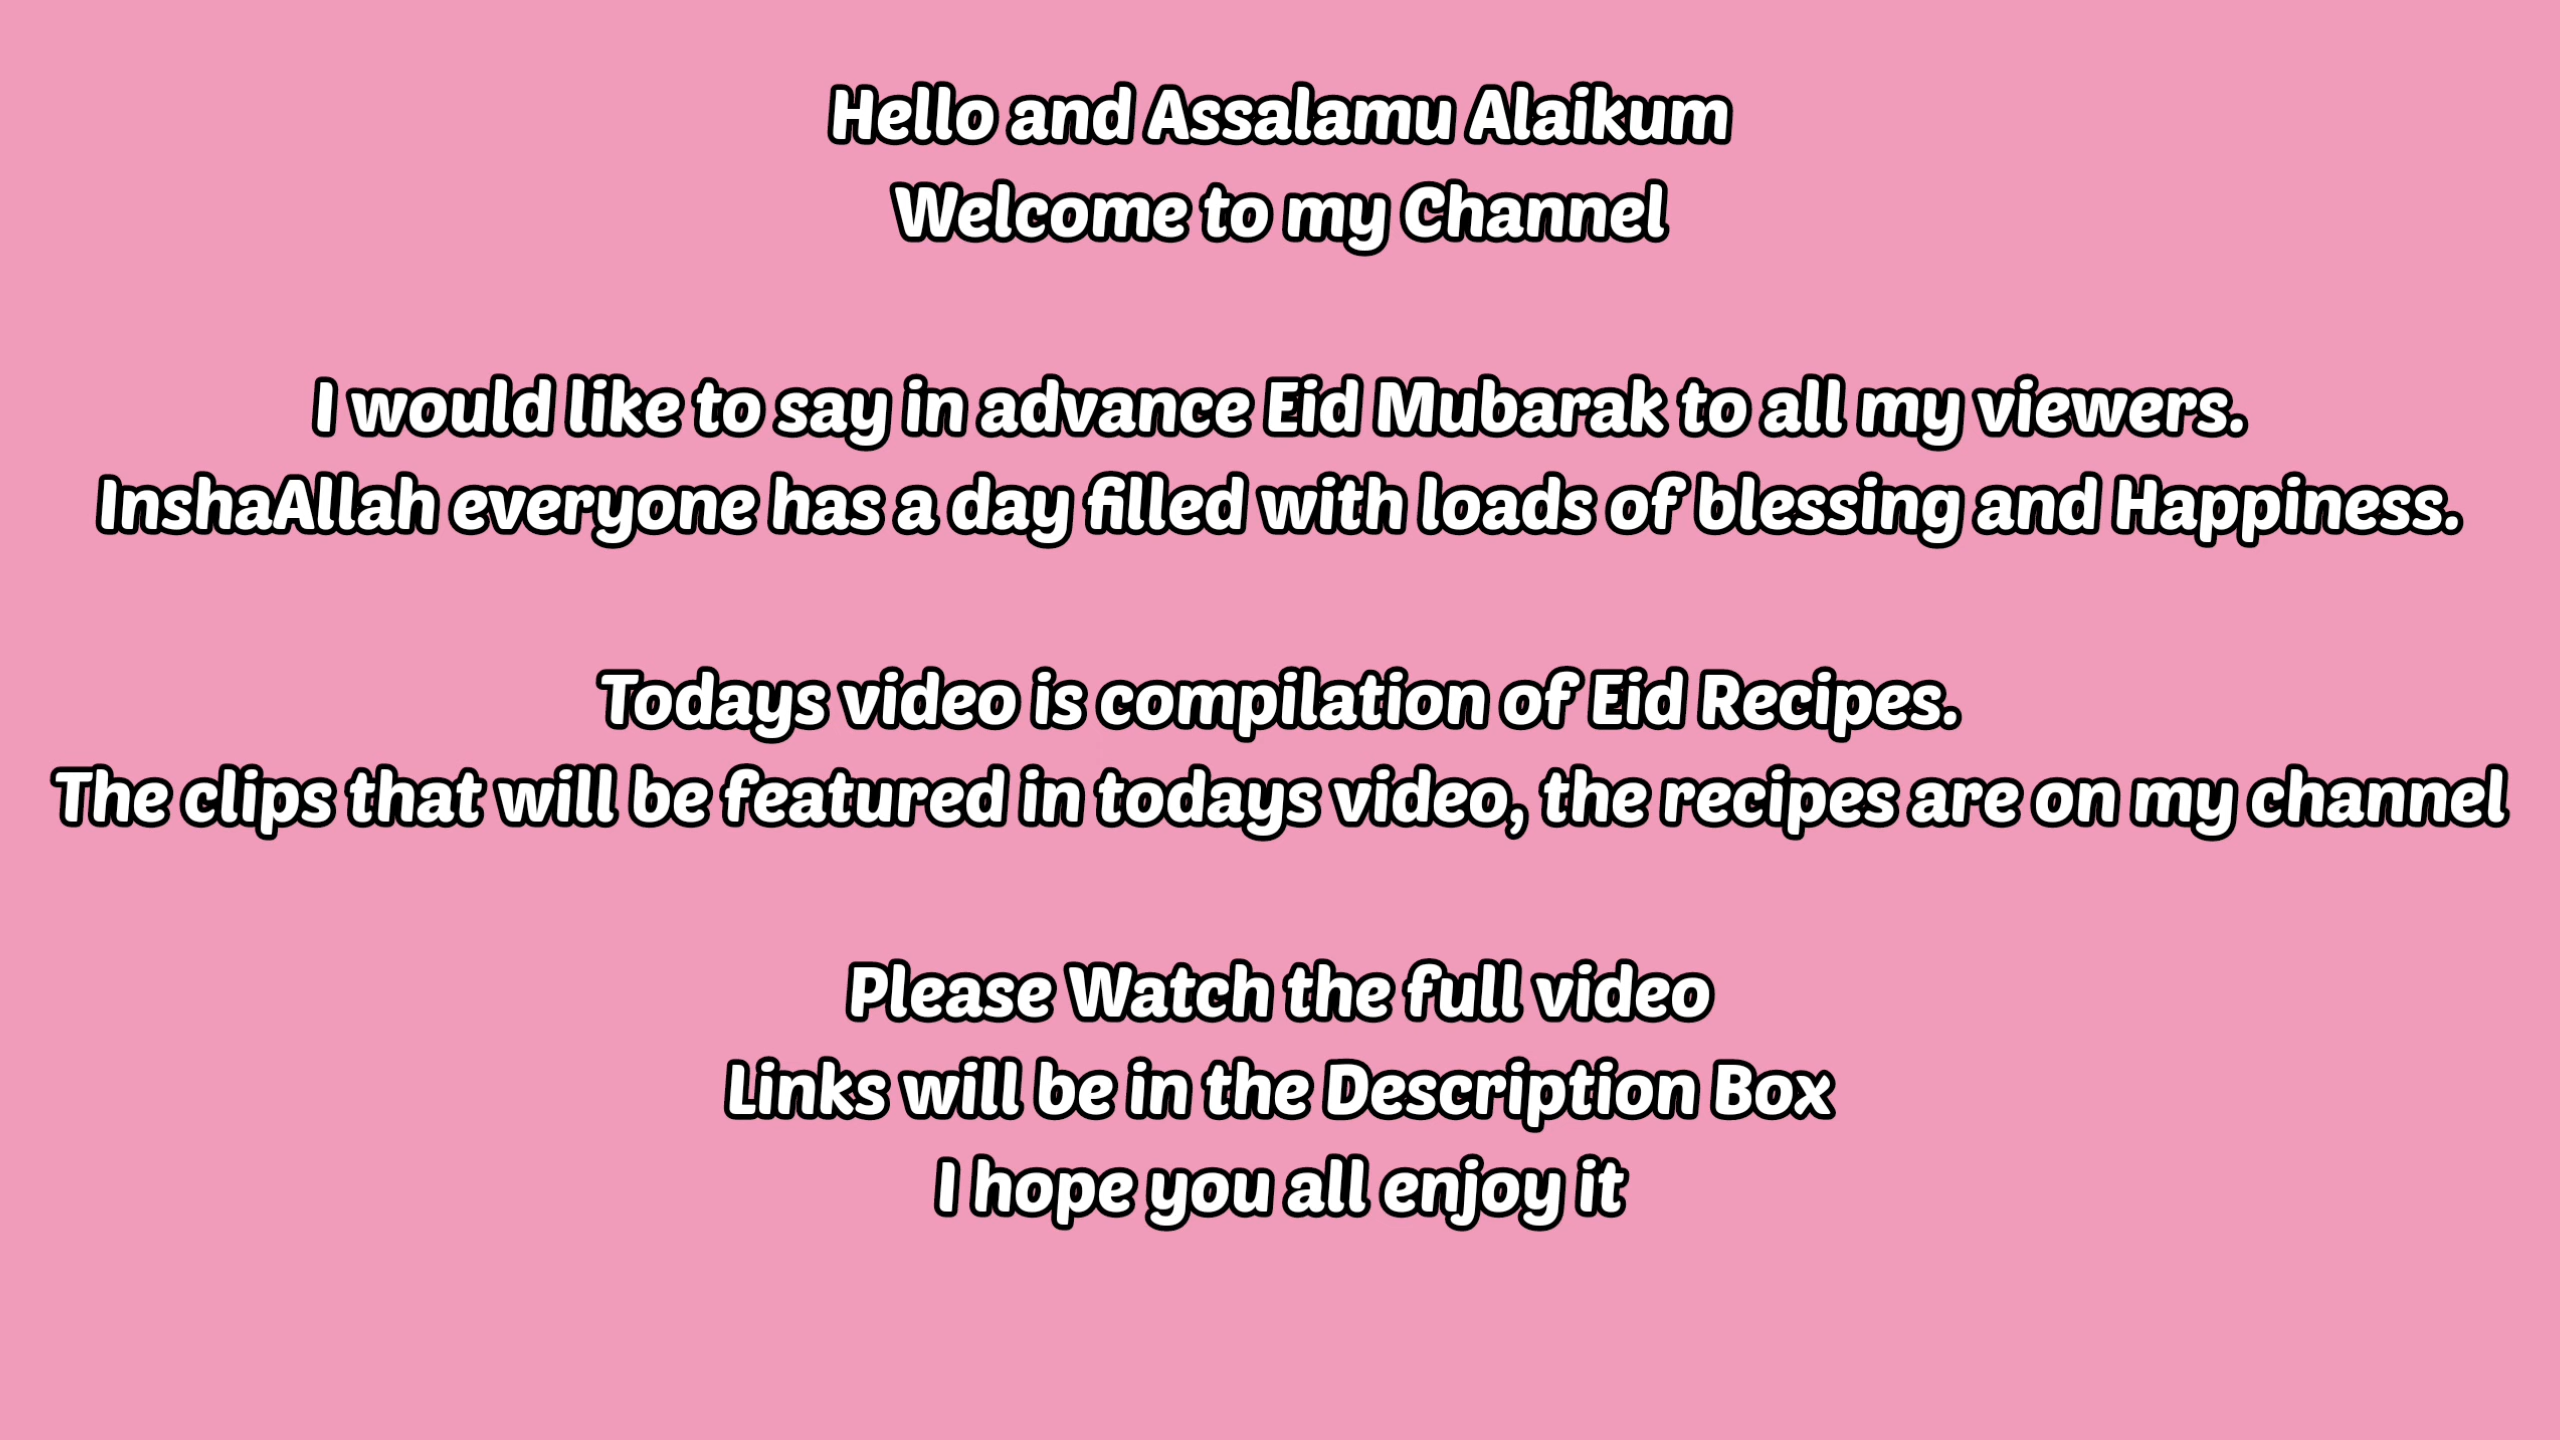 Hello and Assalamu Alaikum
Welcome to my Channel
I would like to say in advance Eid Mubarak to all my viewers.
InshaAllah everyone has a day filled with loads of blessing and Happiness.
Todays video is compilation of Eid Recipes.
The clips that will be featured in todays video, the recipes are on my channel
Please Watch the full video
Links will be in the Description Box
I hope you all enjoy it